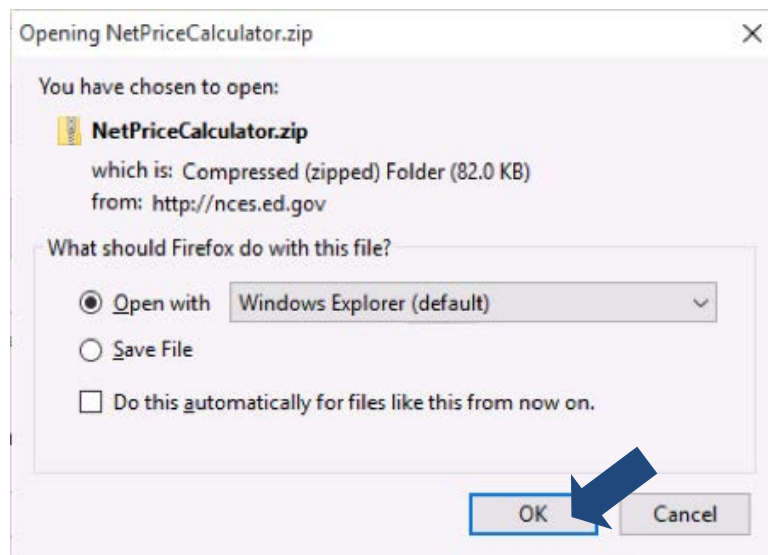 Opening NetPriceCalculator.zip
You have chosen to open:
NetPriceCalculator.zip
which is: Compressed (zipped) Folder (82.0 KB)
from: http://nces.ed.gov
What should Firefox do with this file?
Open with Windows Explorer (default)
Save File
Do this automatically for files like this from now on.
OK Cancel